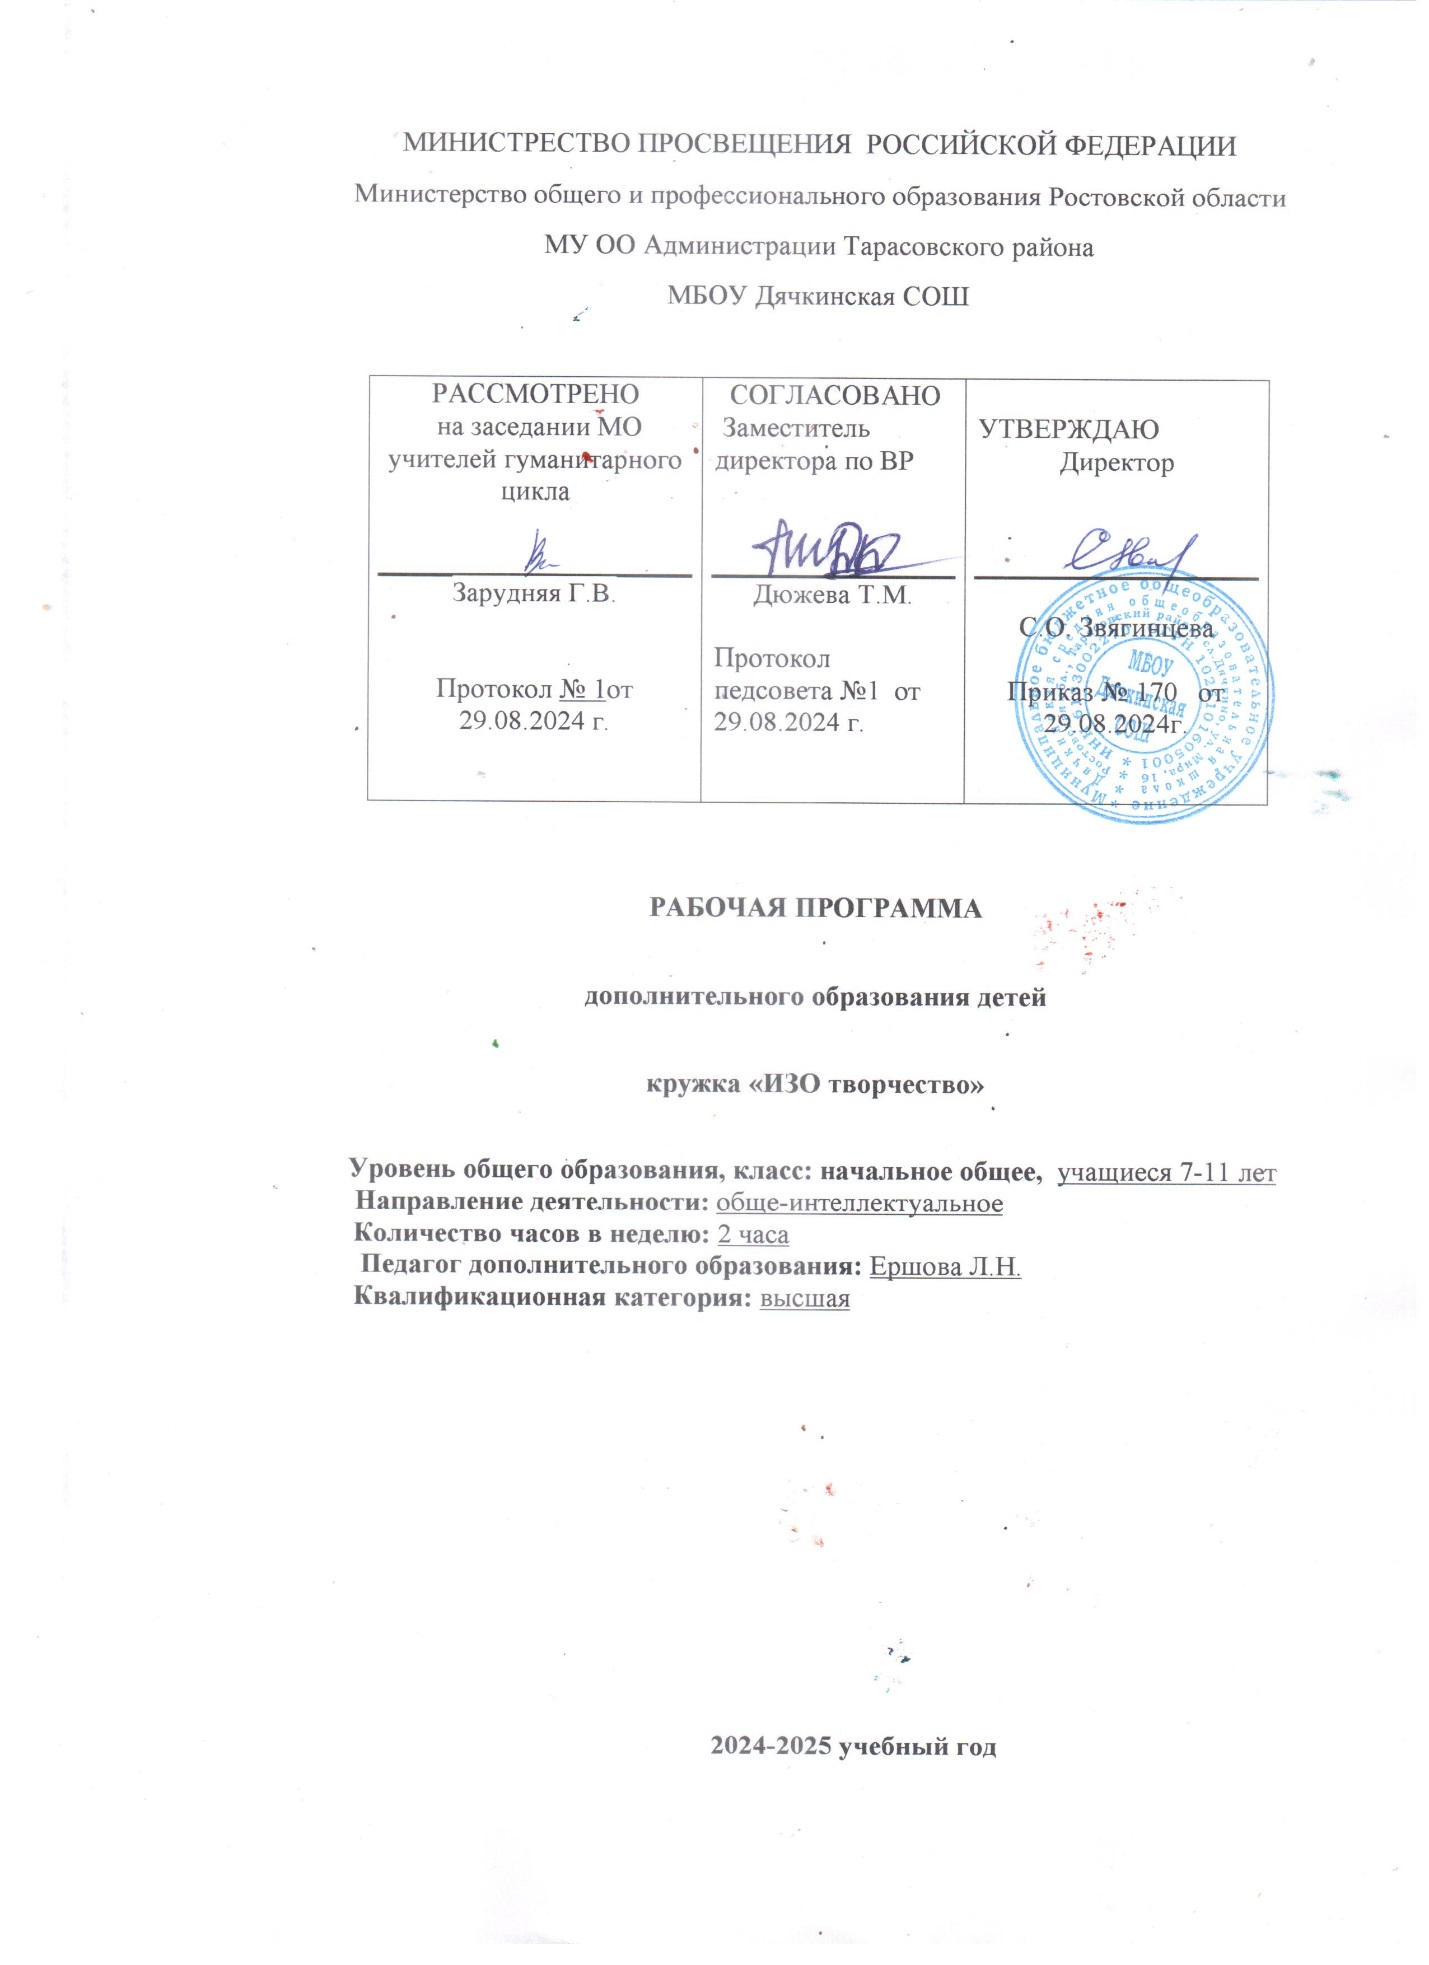 МИНИСТРЕСТВО ПРОСВЕЩЕНИЯ РОССИЙСКОЙ ФЕДЕРАЦИИ
Министерство общего и профессионального образования Ростовской области
МУ ОО Администрации Тарасовского района
МБОУ Дячкинская СОШ
РАССМОТРЕНО
на заседании МО
учителей гуманитарного
цикла
Зарудняя Г.В.
Протокол № 1от
29.08.2024 г.
СОГЛАСОВАНО
Заместитель
директора по ВР
Дюжева Т.М.
Протокол
педсовета №1 от
29.08.2024 г.
УТВЕРЖДАЮ
Директор
С.О. Звягинцева
Приказ № 170 от
29.08.2024г.
МБОУ
Дячкинская
СОШ
РАБОЧАЯ ПРОГРАММА
дополнительного образования детей
кружка «ИЗО творчество»
Уровень общего образования, класс: начальное общее, учащиеся 7-11 лет
Направление деятельности: обще-интеллектуальное
Количество часов в неделю: 2 часа
Педагог дополнительного образования: Ершова Л.Н.
Квалификационная категория: высшая
2024-2025 учебный год